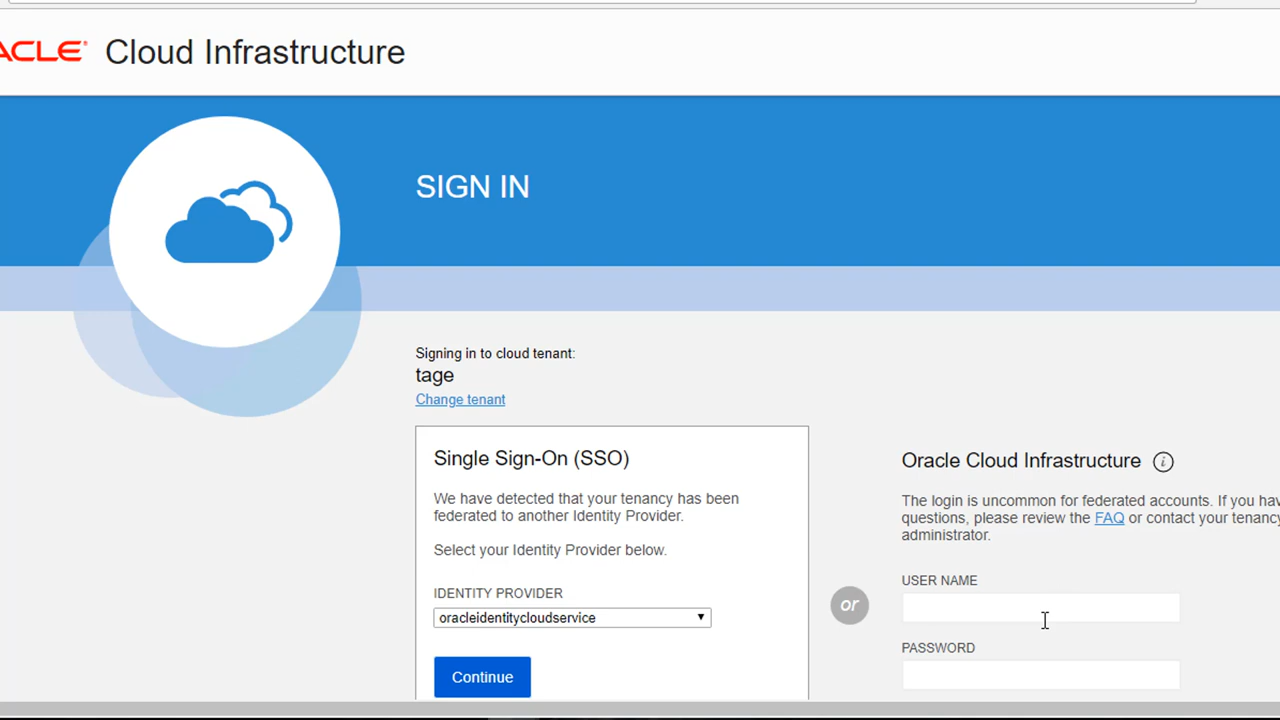 ACLE® Cloud Infrastructure
SIGN IN
Signing in to cloud tenant:
tage
Change tenant
Single Sign-On (SSO)
We have detected that your tenancy has been
federated to another Identity Provider.
Select your Identity Provider below.
IDENTITY PROVIDER
oracleidentitycloudservice
Continue
or
Oracle Cloud Infrastructure
The login is uncommon for federated accounts. If you have
questions, please review the FAQ or contact your tenancy
administrator.
USER NAME
PASSWORD